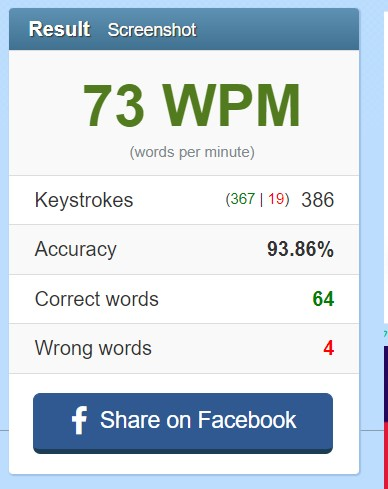 Result Screenshot
73 WPM
(words per minute)
Keystrokes (367 | 19) 386
Accuracy 93.86%
Correct words 64
Wrong words 4
Share on Facebook